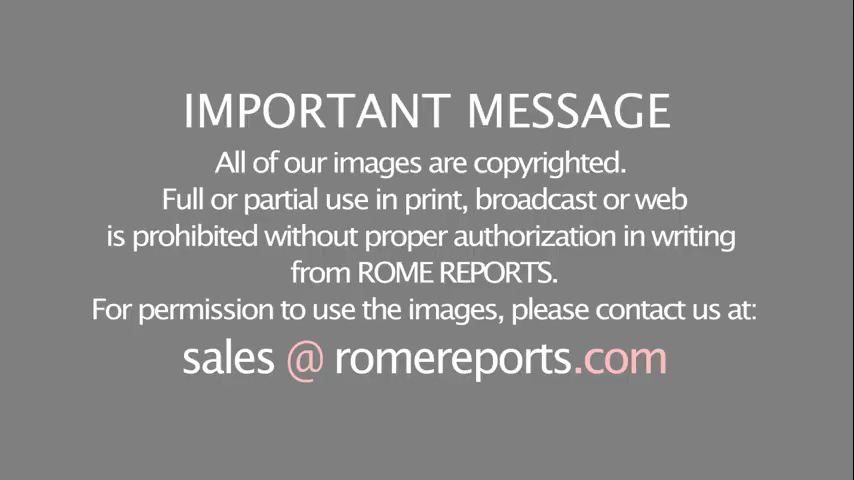 IMPORTANT MESSAGE
All of our images are copyrighted.
Full or partial use in print, broadcast or web
is prohibited without proper authorization in writing
from ROME REPORTS.
For permission to use the images, please contact us at:
sales @ romereports.com